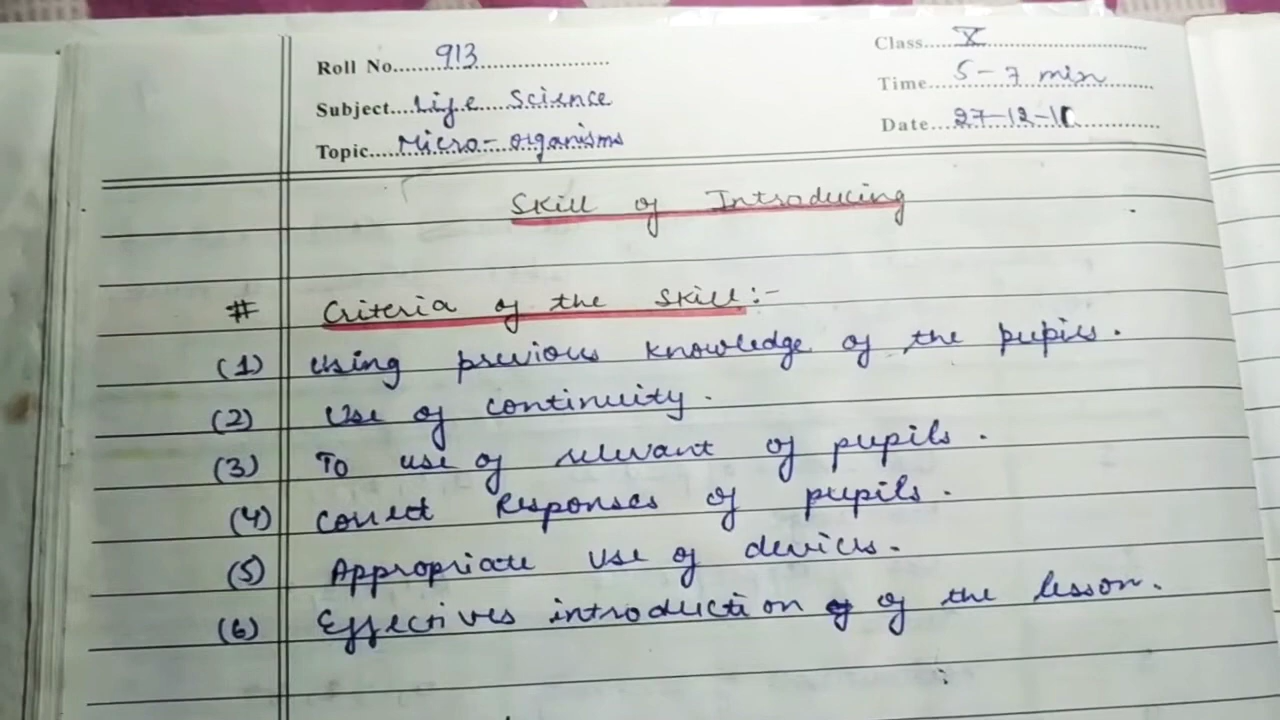 Roll No. 913
Class. X
Subject. Life Science
Time. 5-7 min
Topic. Micro-organisms
Date. 27-12-1
Skill of Introducing
# Criteria of the Skill:-
(1) Using previous knowledge of the pupils.
(2) Use of continuity.
(3) To use of relevant of pupils.
(4) Correct Responses of pupils.
(5) Appropriate use of devices.
(6) Effectives introduction of of the lesson.